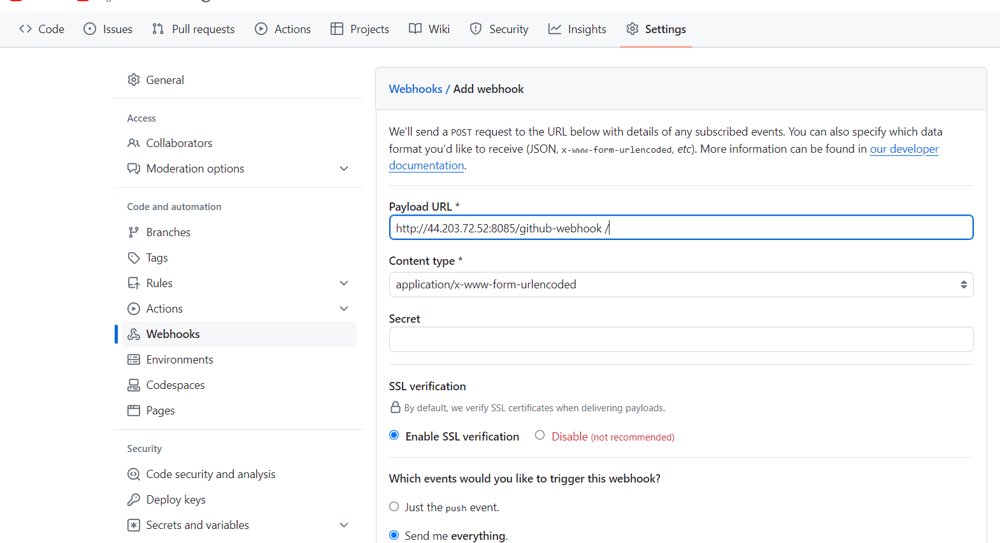 Code Issues Pull requests Actions Projects Wiki Security Insights Settings
General
Access
Collaborators
Moderation options
Code and automation
Branches
Tags
Rules
Actions
Webhooks
Environments
Codespaces
Pages
Security
Code security and analysis
Deploy keys
Secrets and variables
Webhooks / Add webhook
We'll send a POST request to the URL below with details of any subscribed events. You can also specify which data
format you'd like to receive (JSON, x-www-form-urlencoded, etc). More information can be found in our developer
documentation.
Payload URL *
http://44.203.72.52:8085/github-webhook /
Content type *
application/x-www-form-urlencoded
Secret
SSL verification
By default, we verify SSL certificates when delivering payloads.
Enable SSL verification Disable (not recommended)
Which events would you like to trigger this webhook?
Just the push event.
Send me everything.